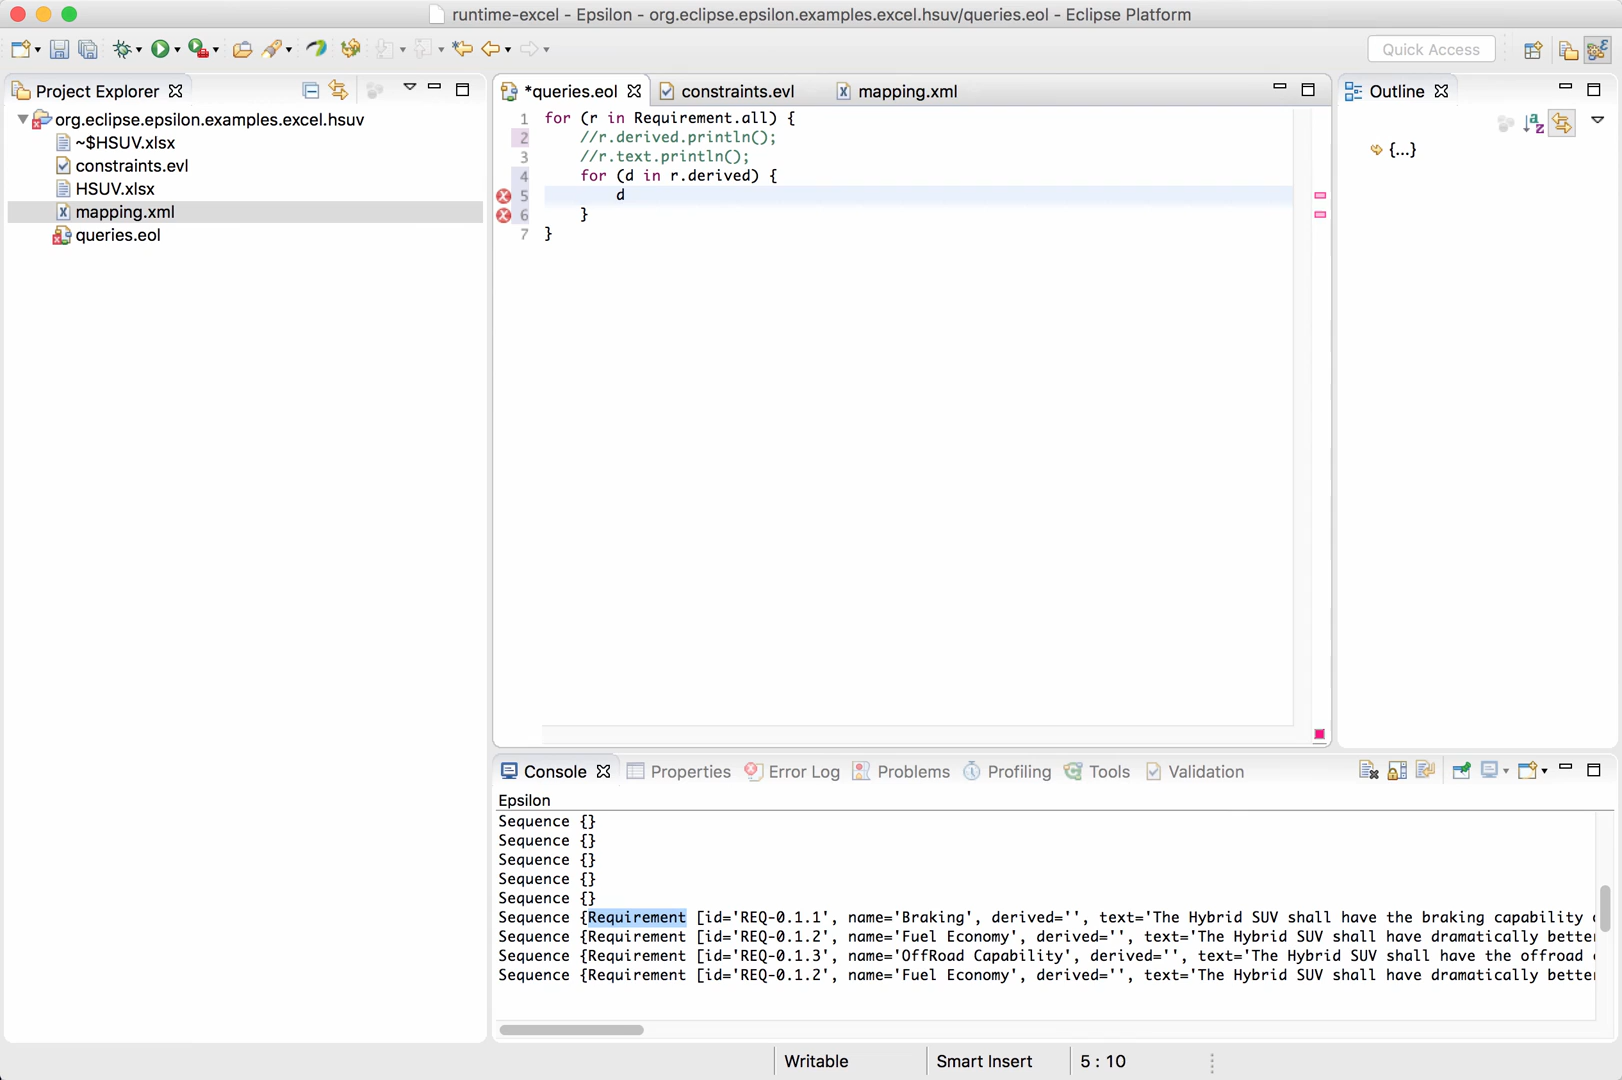 runtime-excel - Epsilon - org.eclipse.epsilon.examples.excel.hsuv/queries.eol - Eclipse Platform
Quick Access
Project Explorer
org.eclipse.epsilon.examples.excel.hsuv
~$HSUV.xlsx
constraints.evl
HSUV.xlsx
mapping.xml
queries.eol
*queries.eol constraints.evl mapping.xml
1 for (r in Requirement.all) {
2 //r.derived.println();
3 //r.text.println();
4 for (d in r.derived) {
5 d
6 }
7 }
Outline
{...}
Console Properties Error Log Problems Profiling Tools Validation
Epsilon
Sequence {}
Sequence {}
Sequence {}
Sequence {}
Sequence {}
Sequence {Requirement [id='REQ-0.1.1', name='Braking', derived='', text='The Hybrid SUV shall have the braking capability
Sequence {Requirement [id='REQ-0.1.2', name='Fuel Economy', derived='', text='The Hybrid SUV shall have dramatically better
Sequence {Requirement [id='REQ-0.1.3', name='OffRoad Capability', derived='', text='The Hybrid SUV shall have the offroad
Sequence {Requirement [id='REQ-0.1.2', name='Fuel Economy', derived='', text='The Hybrid SUV shall have dramatically better
Writable Smart Insert 5 : 10